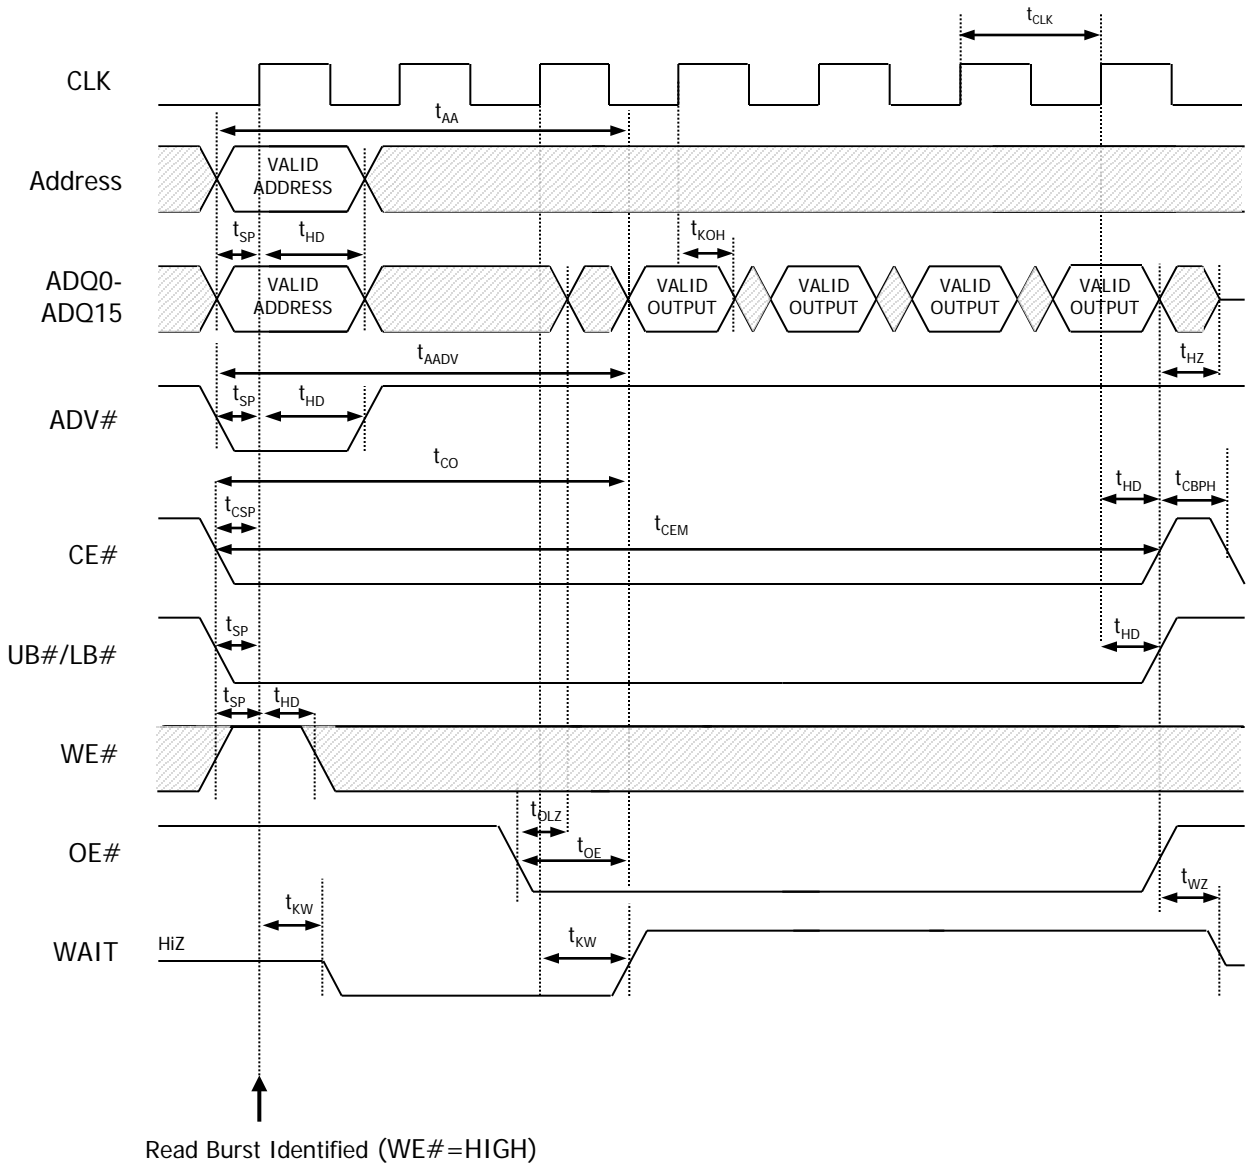 tCLK
CLK
tAA
Address
VALID
ADDRESS
tSP
tHD
tKOH
ADQ0-
ADQ15
VALID
ADDRESS
VALID
OUTPUT
VALID
OUTPUT
VALID
OUTPUT
VALID
OUTPUT
tAADV
tHZ
ADV#
tSP
tHD
tCO
tCSP
tHD
tCBPH
CE#
tCEM
UB#/LB#
tSP
tHD
tSP
tHD
WE#
OE#
tOLZ
tOE
tWZ
tKW
WAIT
HiZ
tKW
Read Burst Identified (WE#=HIGH)